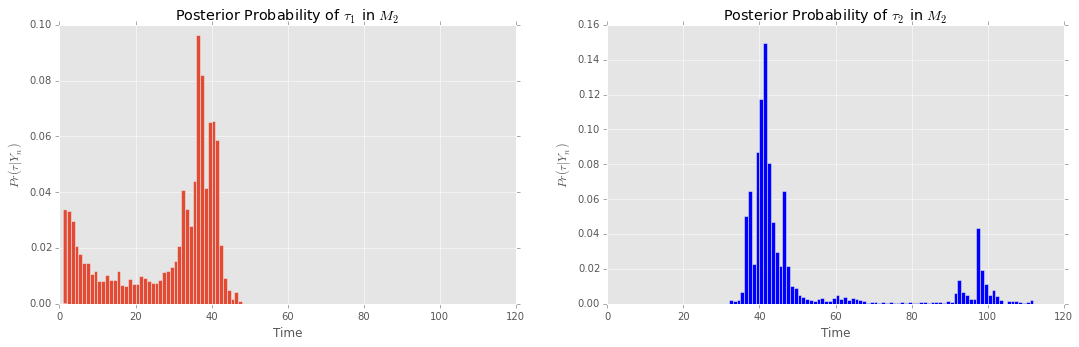 Posterior Probability of τ₁ in M₂
0.10
0.08
0.06
0.04
0.02
0.00
Pr(τ|Yₙ)
0 20 40 60 80 100 120
Time
Posterior Probability of τ₂ in M₂
0.16
0.14
0.12
0.10
0.08
0.06
0.04
0.02
0.00
Pr(τ|Yₙ)
0 20 40 60 80 100 120
Time